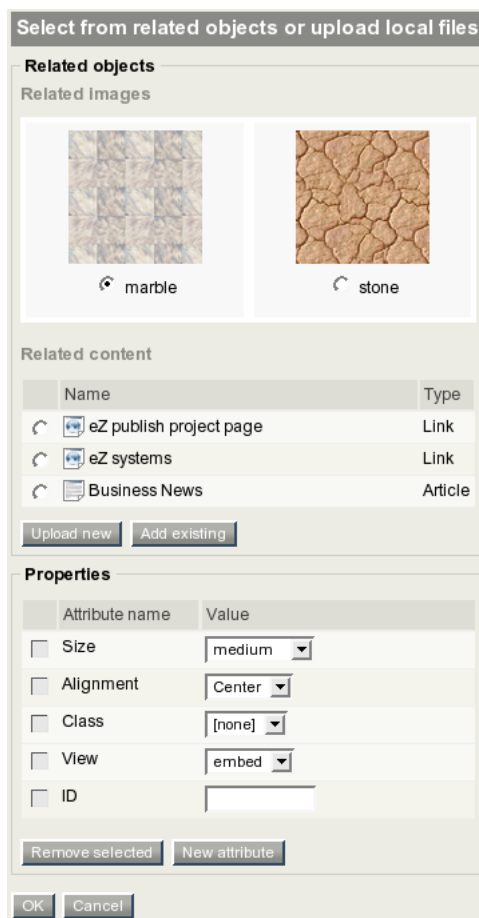 Select from related objects or upload local files
Related objects
Related images
marble stone
Related content
Name Type
eZ publish project page Link
eZ systems Link
Business News Article
Upload new Add existing
Properties
Attribute name Value
Size medium
Alignment Center
Class [none]
View embed
ID
Remove selected New attribute
OK Cancel